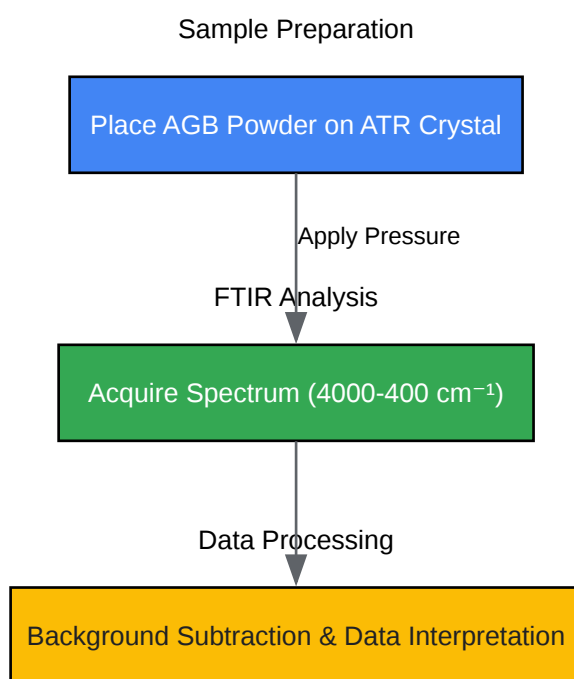 Sample Preparation
Place AGB Powder on ATR Crystal
Apply Pressure
FTIR Analysis
Acquire Spectrum (4000-400 cm⁻¹)
Data Processing
Background Subtraction & Data Interpretation